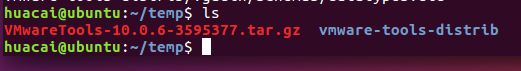 huacai@ubuntu:~/temp$ ls
VMwareTools-10.0.6-3595377.tar.gz vmware-tools-distrib
huacai@ubuntu:~/temp$